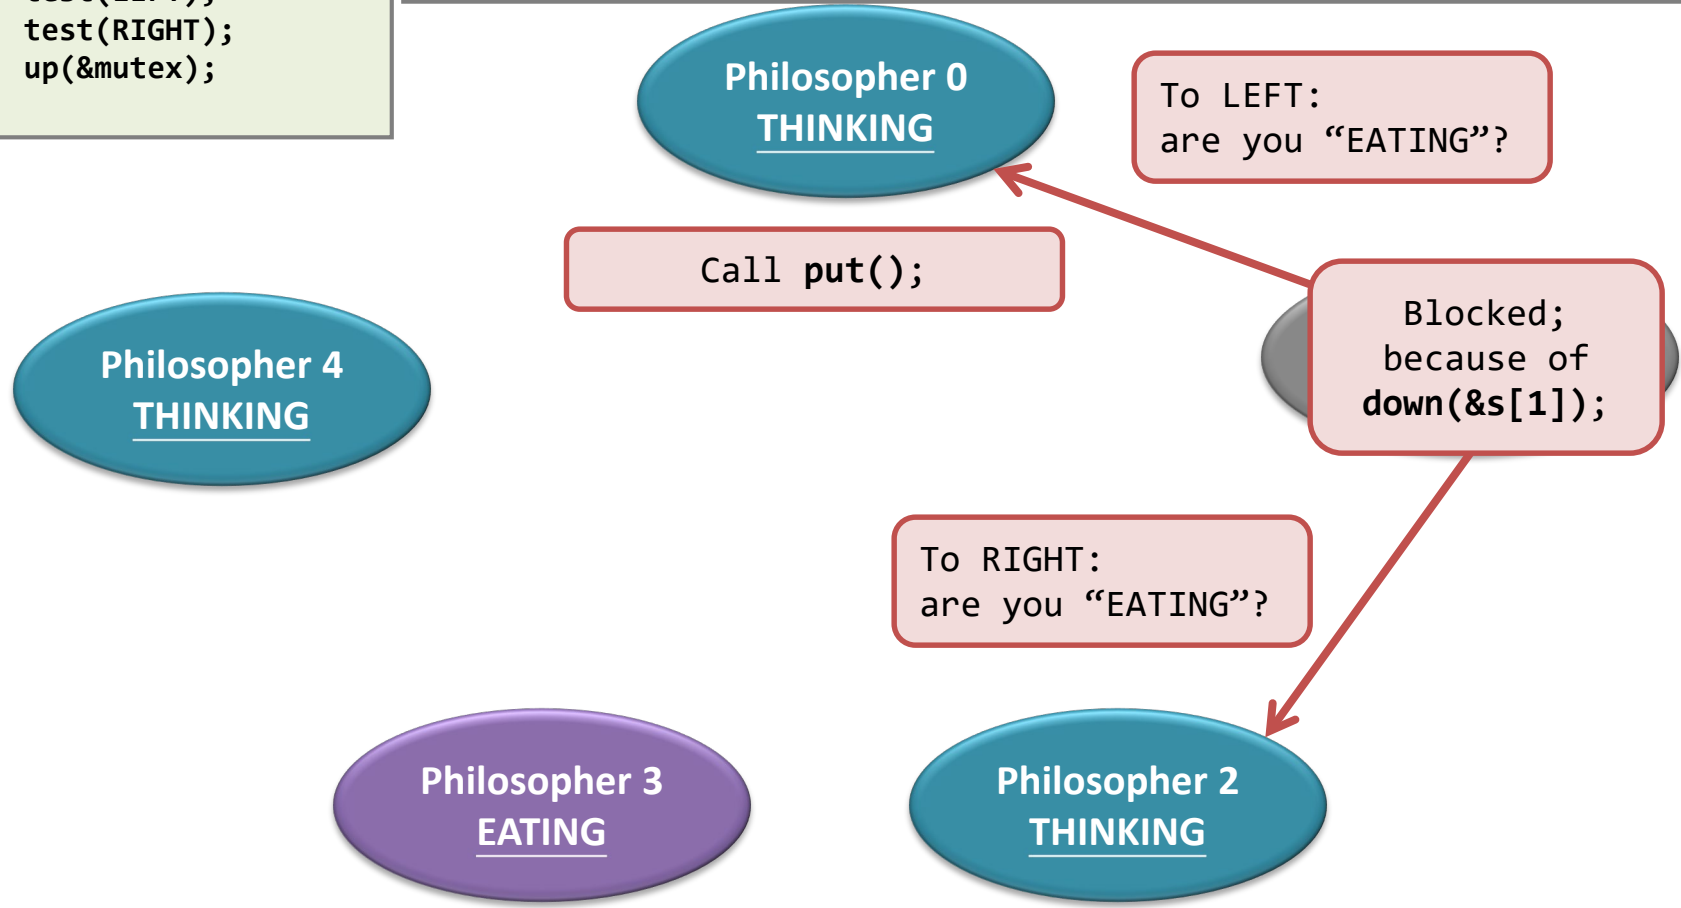 test(RIGHT);
up(&mutex);
Philosopher 0
THINKING
To LEFT:
are you “EATING”?
Call put();
Blocked;
because of
down(&s[1]);
Philosopher 4
THINKING
To RIGHT:
are you “EATING”?
Philosopher 3
EATING
Philosopher 2
THINKING